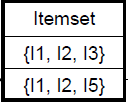 Itemset
{I1, I2, I3}
{I1, I2, I5}